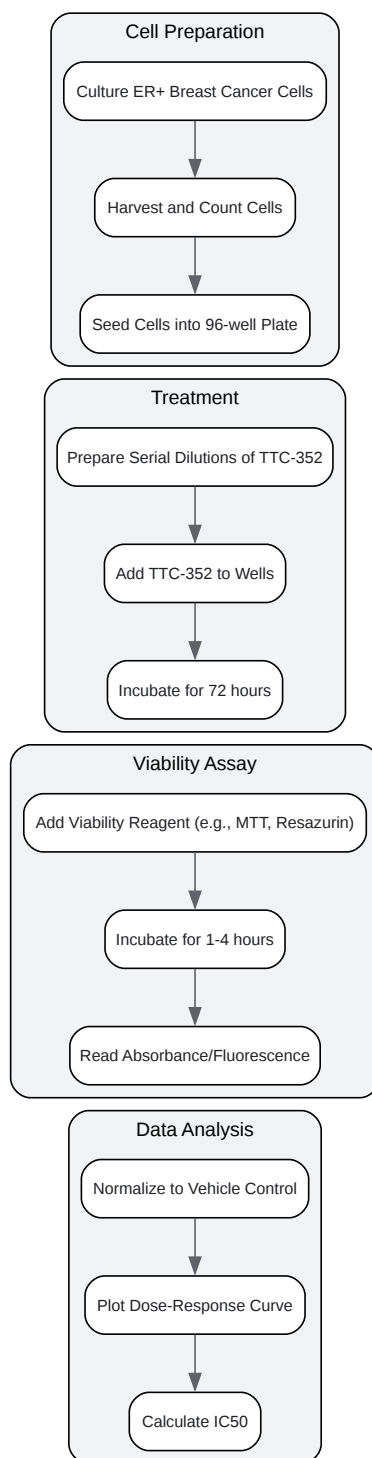 Cell Preparation
Culture ER+ Breast Cancer Cells
Harvest and Count Cells
Seed Cells into 96-well Plate
Treatment
Prepare Serial Dilutions of TTC-352
Add TTC-352 to Wells
Incubate for 72 hours
Viability Assay
Add Viability Reagent (e.g., MTT, Resazurin)
Incubate for 1-4 hours
Read Absorbance/Fluorescence
Data Analysis
Normalize to Vehicle Control
Plot Dose-Response Curve
Calculate IC50